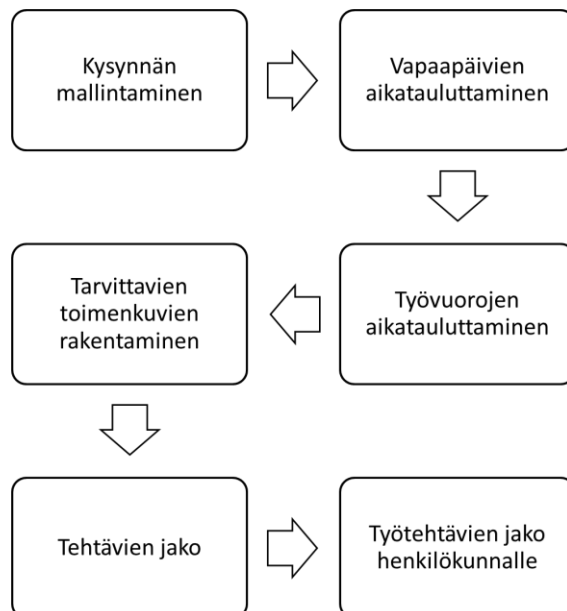 Kysynnän
mallintaminen
Vapaapäivien
aikatauluttaminen
Työvuorojen
aikatauluttaminen
Tarvittavien
toimenkuvien
rakentaminen
Tehtävien jako
Työtehtävien jako
henkilökunnalle